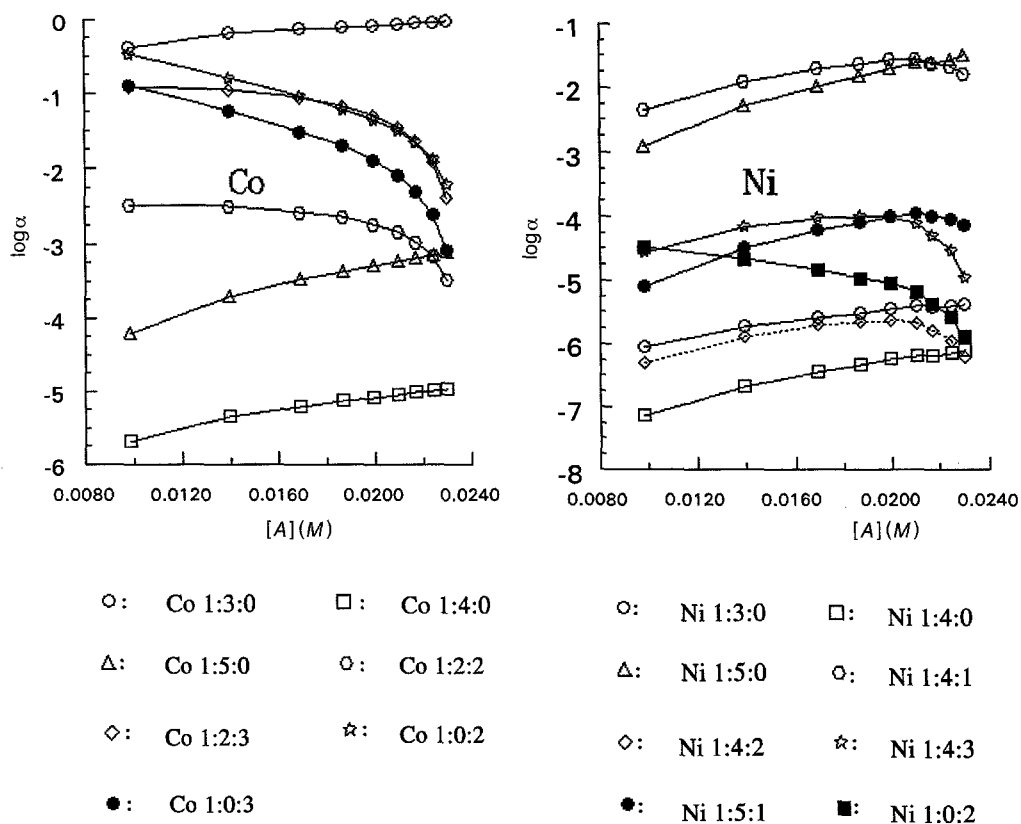 0
-1
-2
-3
-4
-5
-6
log α
Co
0.0080 0.0120 0.0160 0.0200 0.0240
[A] (M)
-1
-2
-3
-4
-5
-6
-7
-8
log α
Ni
0.0080 0.0120 0.0160 0.0200 0.0240
[A] (M)
: Co 1:3:0 : Co 1:4:0
: Co 1:5:0 : Co 1:2:2
: Co 1:2:3 : Co 1:0:2
: Co 1:0:3
: Ni 1:3:0 : Ni 1:4:0
: Ni 1:5:0 : Ni 1:4:1
: Ni 1:4:2 : Ni 1:4:3
: Ni 1:5:1 : Ni 1:0:2